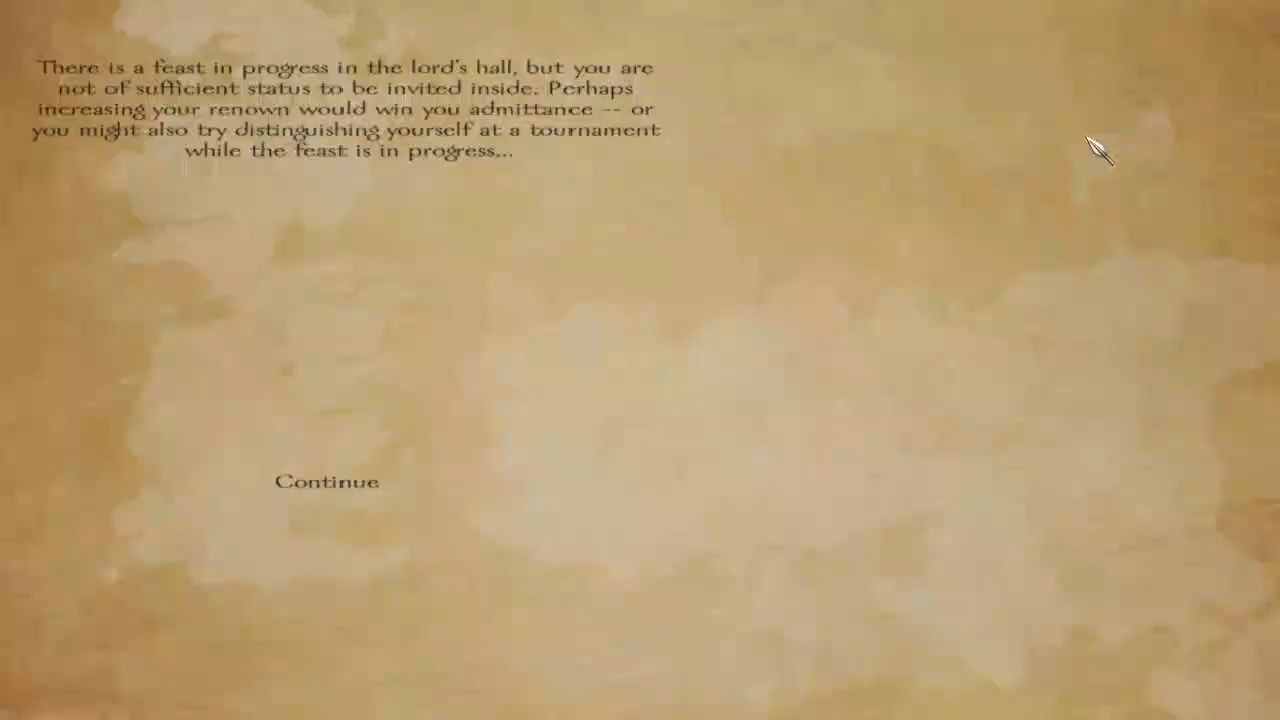 There is a feast in progress in the lord's hall, but you are
not of sufficient status to be invited inside. Perhaps
increasing your renown would win you admittance -- or
you might also try distinguishing yourself at a tournament
while the feast is in progress...
Continue